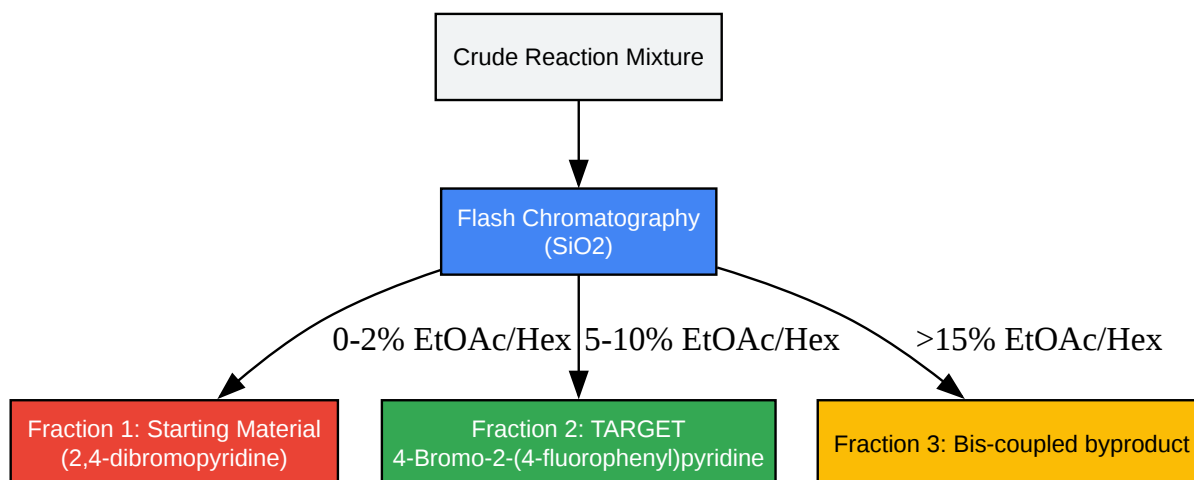 Crude Reaction Mixture
Flash Chromatography
(SiO2)
0-2% EtOAc/Hex
5-10% EtOAc/Hex
>15% EtOAc/Hex
Fraction 1: Starting Material
(2,4-dibromopyridine)
Fraction 2: TARGET
4-Bromo-2-(4-fluorophenyl)pyridine
Fraction 3: Bis-coupled byproduct